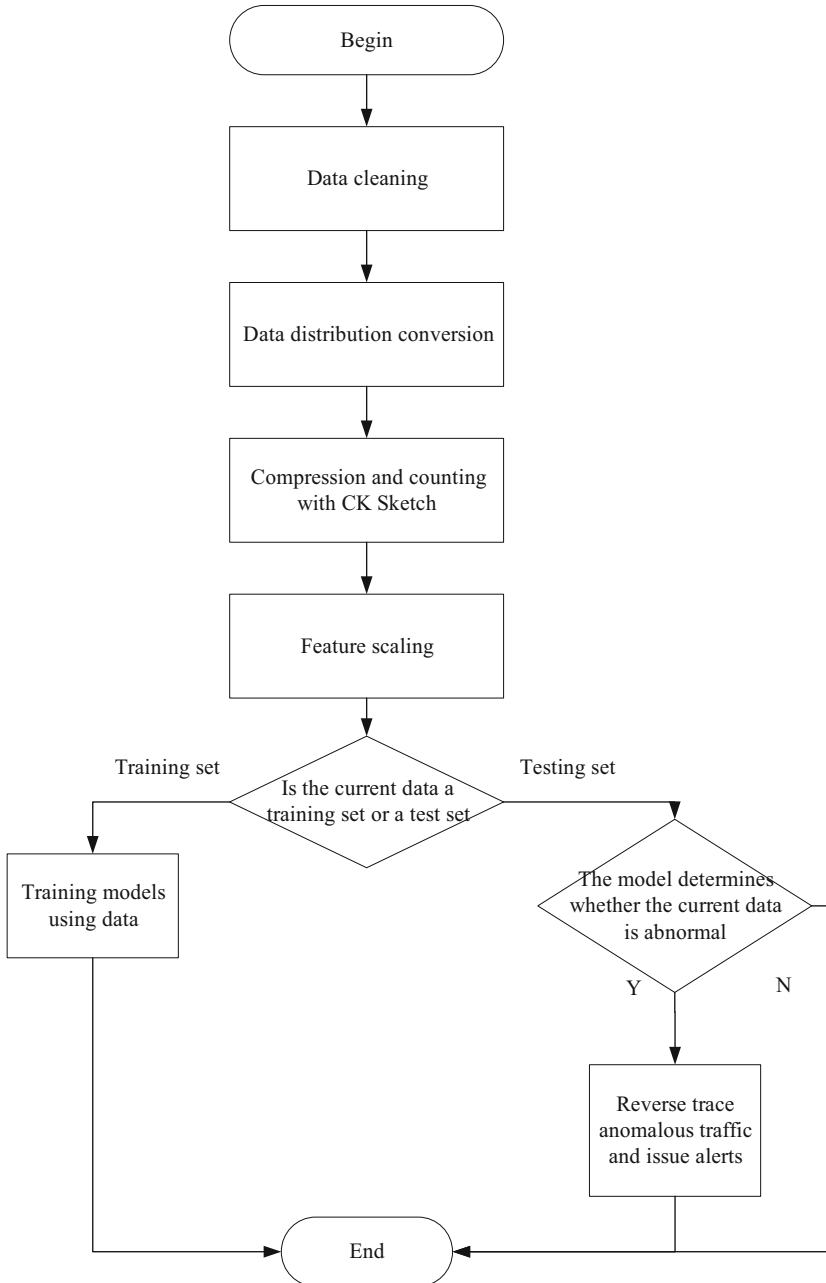 Begin
Data cleaning
Data distribution conversion
Compression and counting
with CK Sketch
Feature scaling
Training set
Testing set
Is the current data a
training set or a test set
Training models
using data
The model determines
whether the current data
is abnormal
Y
N
Reverse trace
anomalous traffic
and issue alerts
End